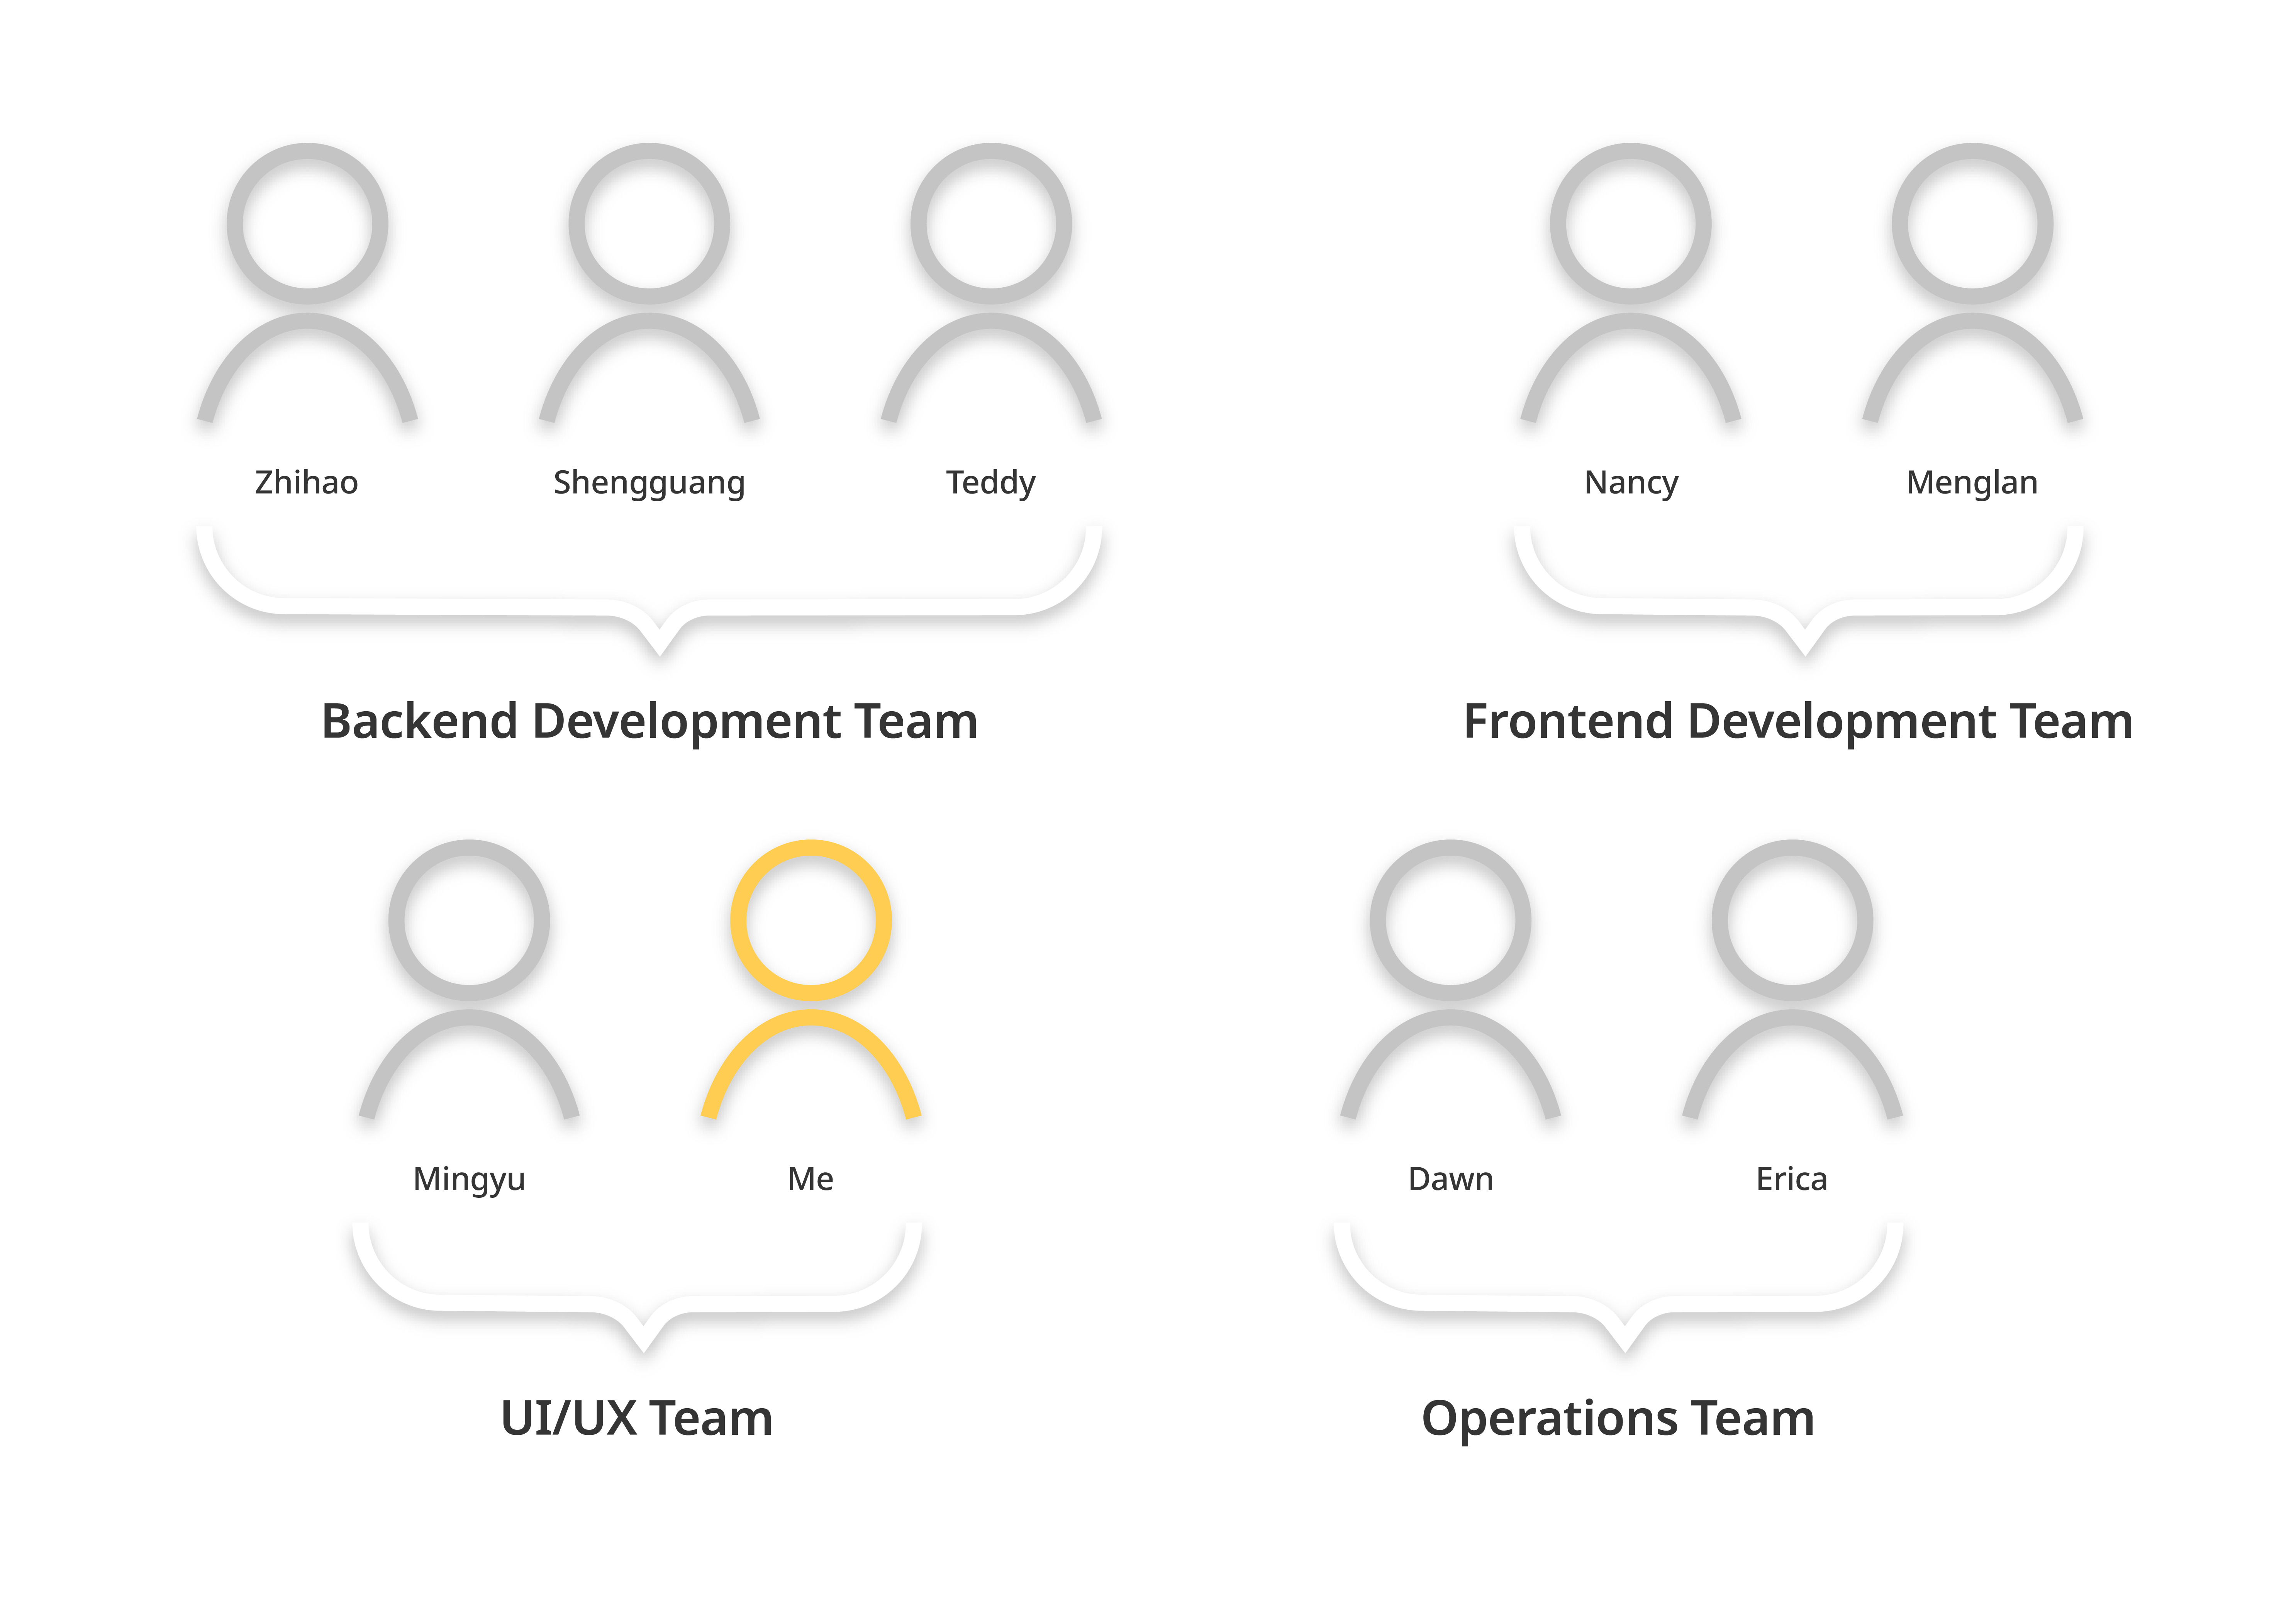 Zhihao
Shengguang
Teddy
Backend Development Team
Nancy
Menglan
Frontend Development Team
Mingyu
Me
UI/UX Team
Dawn
Erica
Operations Team